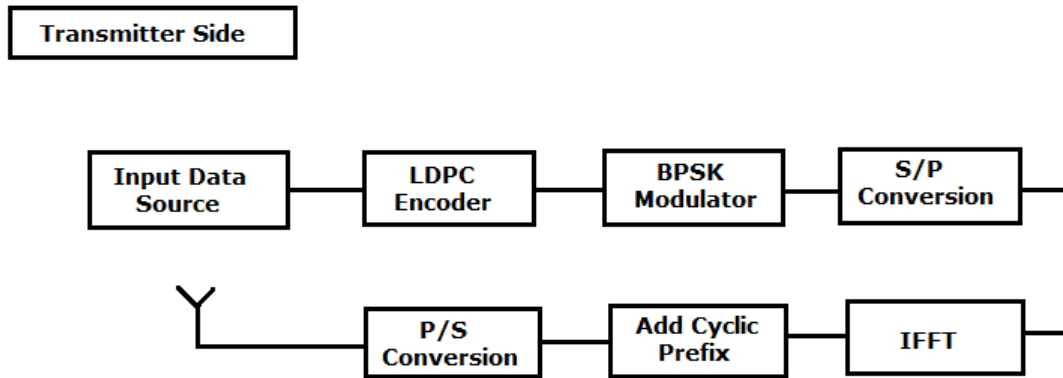 Transmitter Side
Input Data
Source
LDPC
Encoder
BPSK
Modulator
S/P
Conversion
P/S
Conversion
Add Cyclic
Prefix
IFFT